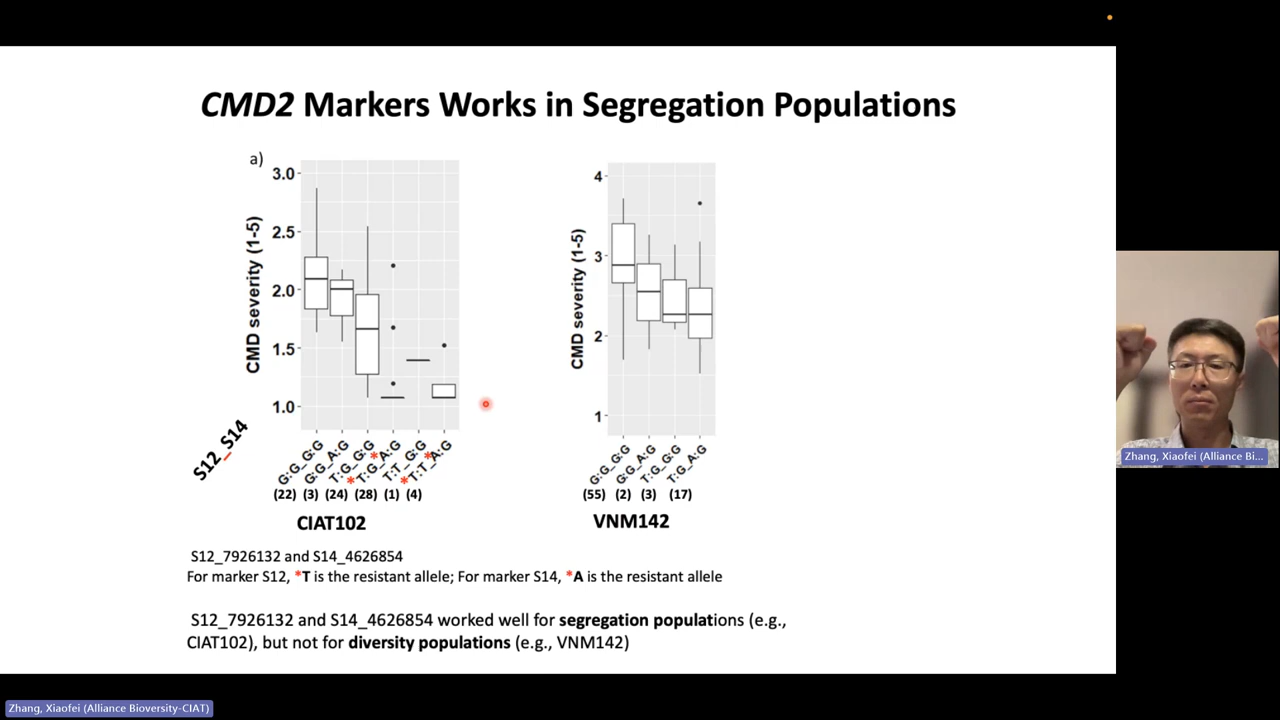 CMD2 Markers Works in Segregation Populations
a)
3.0
2.5
2.0
1.5
1.0
CMD severity (1-5)
S12_S14
G:G_G:G
G:G_A:G
T:G_G:G
*T:G_A:G*
T:T_G:G
*T:T_A:G*
(22) (3) (24) (28) (1) (4)
CIAT102
4
3
2
1
CMD severity (1-5)
G:G_G:G
G:G_A:G
T:G_G:G
T:G_A:G
(55) (2) (3) (17)
VNM142
S12_7926132 and S14_4626854
For marker S12, *T is the resistant allele; For marker S14, *A is the resistant allele
S12_7926132 and S14_4626854 worked well for segregation populations (e.g.,
CIAT102), but not for diversity populations (e.g., VNM142)
Zhang, Xiaofei (Alliance Bi...
Zhang, Xiaofei (Alliance Bioversity-CIAT)